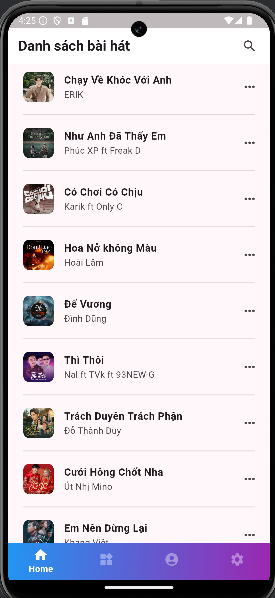 4:25
Danh sách bài hát
Chạy Về Khóc Với Anh
ERIK
Như Anh Đã Thấy Em
Phúc XP ft Freak D
Có Chơi Có Chịu
Karik ft Only C
Hoa Nở không Màu
Hoài Lâm
Đế Vương
Đình Dũng
Thì Thôi
Nal ft TVk ft 93NEW-G
Trách Duyên Trách Phận
Đỗ Thành Duy
Cưới Hông Chốt Nha
Út Nhị Mino
Em Nên Dừng Lại
Khang Việt
Home